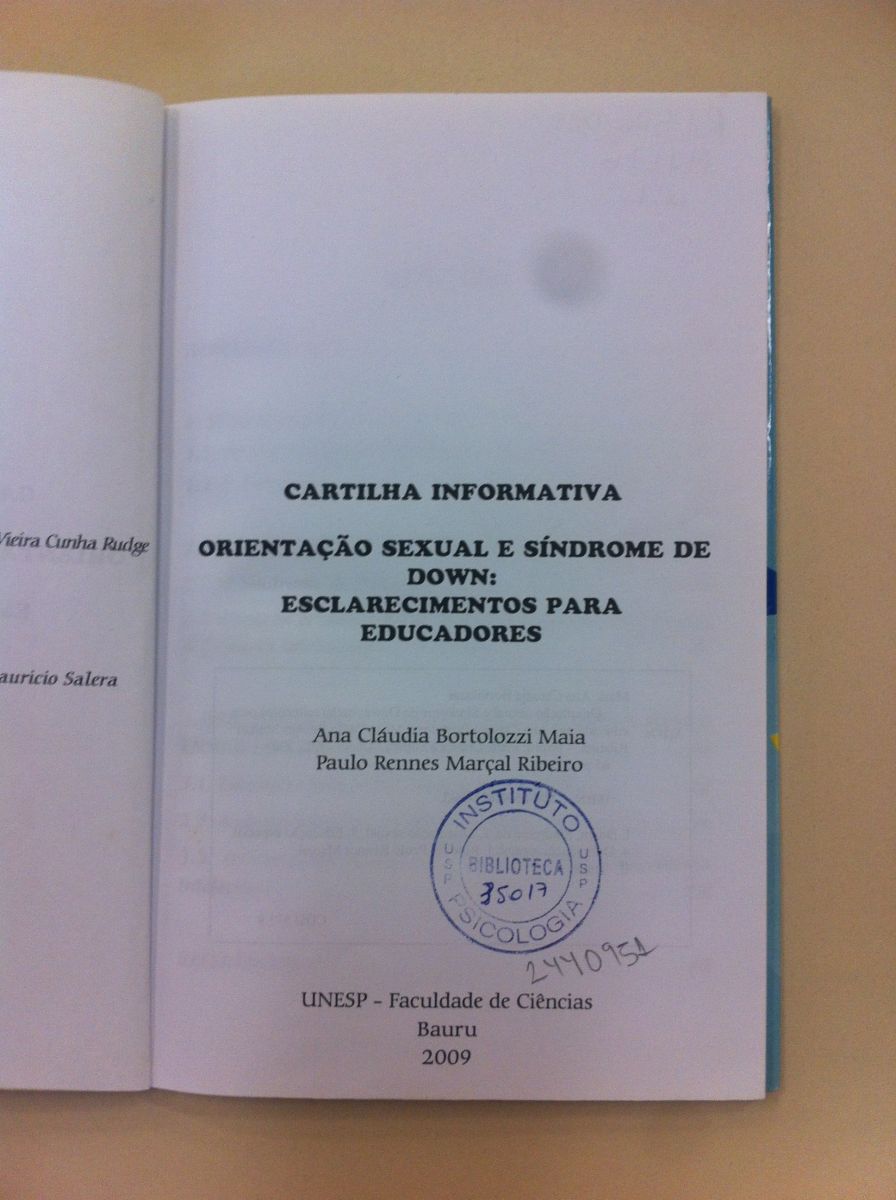 Vieira Cunha Rudge
auricio Salera
CARTILHA INFORMATIVA
ORIENTAÇÃO SEXUAL E SÍNDROME DE
DOWN:
ESCLARECIMENTOS PARA
EDUCADORES
Ana Cláudia Bortolozzi Maia
Paulo Rennes Marçal Ribeiro
INSTITUTO
USP
BIBLIOTECA
USP
35017
PSICOLOGIA
2440951
UNESP - Faculdade de Ciências
Bauru
2009